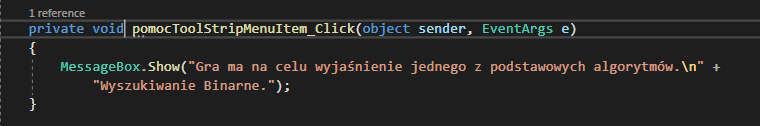 1 reference
private void pomocToolStripMenuItem_Click(object sender, EventArgs e)
{
MessageBox.Show("Gra ma na celu wyjaśnienie jednego z podstawowych algorytmów.\n" +
"Wyszukiwanie Binarne.");
}